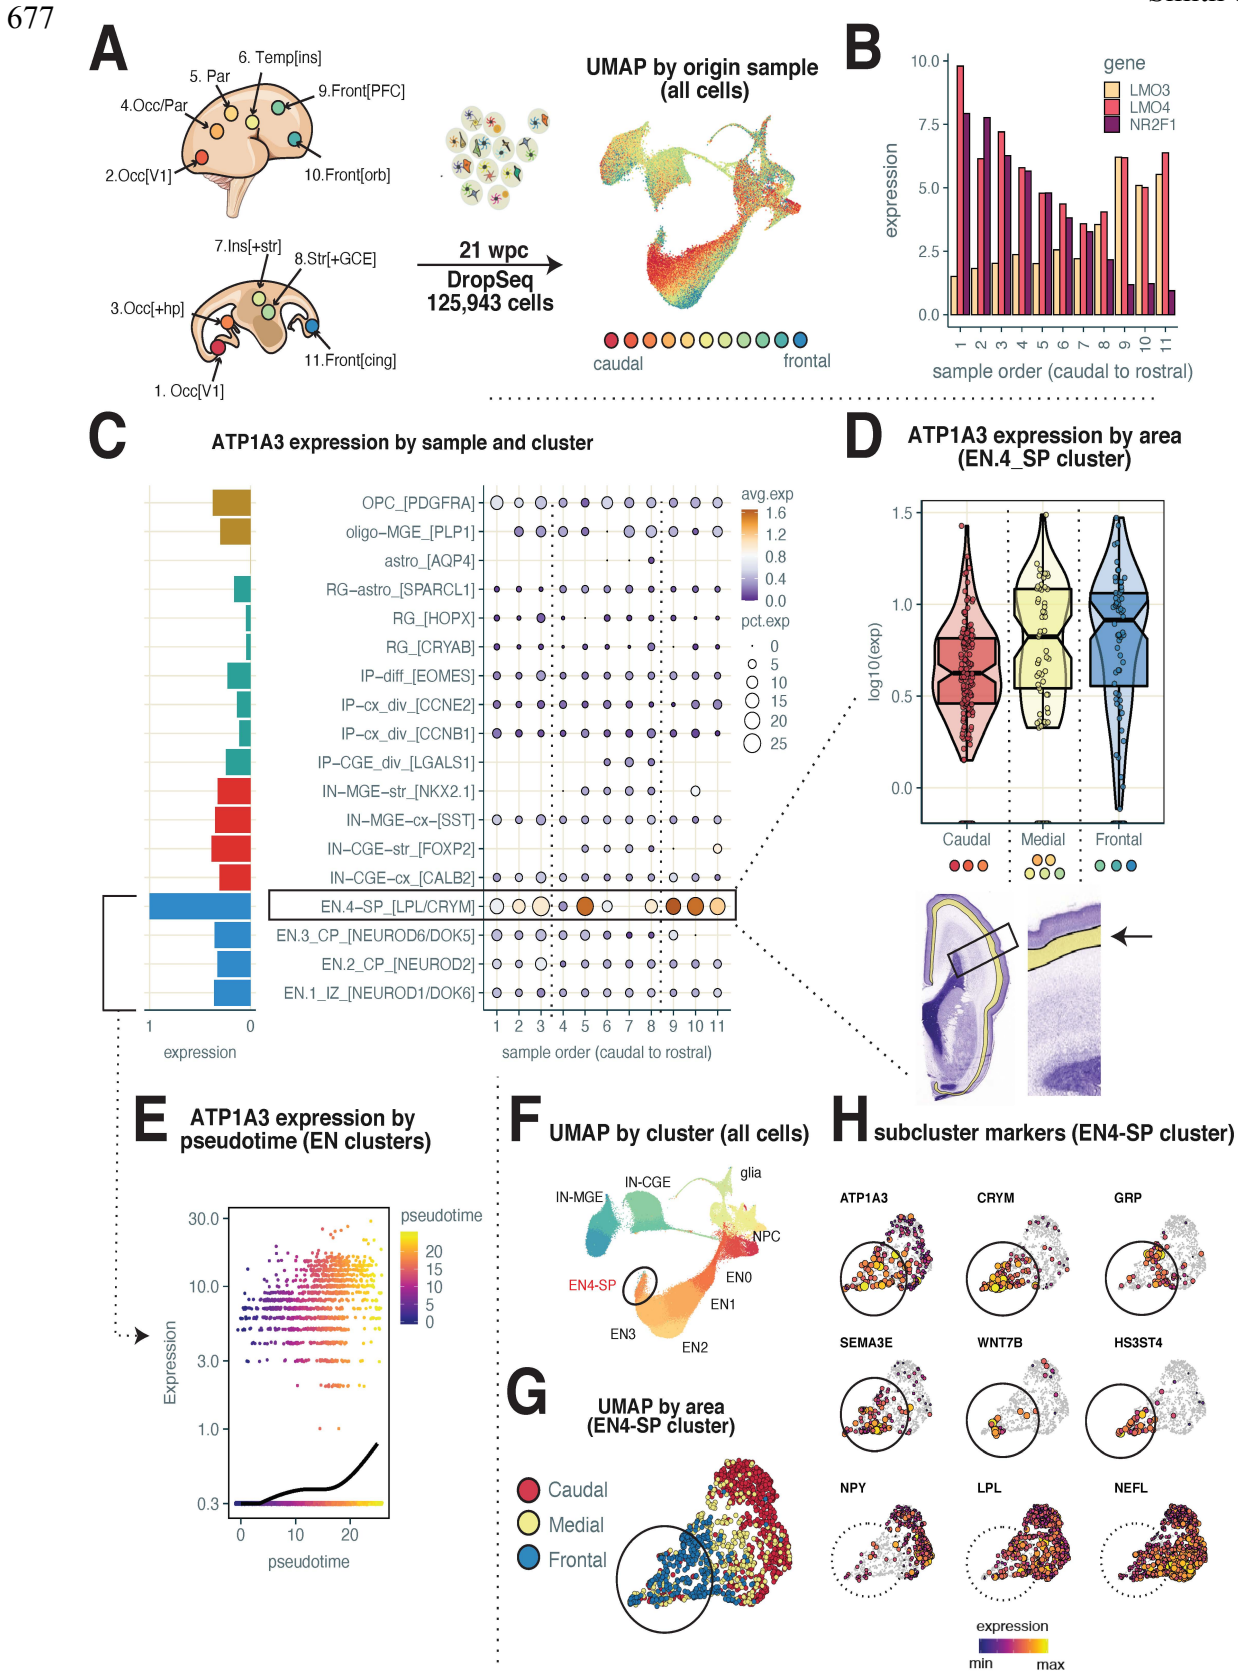 677
A
6. Temp[ins]
5. Par
9.Front[PFC]
4.Occ/Par
2.Occ[V1]
10.Front[orb]
7.Ins[+str]
8.Str[+GCE]
3.Occ[+hp]
11.Front[cing]
1. Occ[V1]
21 wpc
DropSeq
125,943 cells
UMAP by origin sample
(all cells)
caudal
frontal
B
gene
LMO3
LMO4
NR2F1
10.0
7.5
5.0
2.5
0.0
expression
1 2 3 4 5 6 7 8 9 10 11
sample order (caudal to rostral)
C
ATP1A3 expression by sample and cluster
OPC_[PDGFRA]
oligo-MGE_[PLP1]
astro_[AQP4]
RG-astro_[SPARCL1]
RG_[HOPX]
RG_[CRYAB]
IP-diff_[EOMES]
IP-cx_div_[CCNE2]
IP-cx_div_[CCNB1]
IP-CGE_div_[LGALS1]
IN-MGE-str_[NKX2.1]
IN-MGE-cx-[SST]
IN-CGE-str_[FOXP2]
IN-CGE-cx_[CALB2]
EN.4-SP_[LPL/CRYM]
EN.3_CP_[NEUROD6/DOK5]
EN.2_CP_[NEUROD2]
EN.1_IZ_[NEUROD1/DOK6]
1 0
expression
1 2 3 4 5 6 7 8 9 10 11
sample order (caudal to rostral)
avg.exp
1.6
1.2
0.8
0.4
0.0
pct.exp
0
5
10
15
20
25
D
ATP1A3 expression by area
(EN.4_SP cluster)
1.5
1.0
0.5
0.0
log10(exp)
Caudal
Medial
Frontal
E
ATP1A3 expression by
pseudotime (EN clusters)
30.0
10.0
3.0
1.0
0.3
Expression
0 10 20
pseudotime
pseudotime
20
15
10
5
0
F
UMAP by cluster (all cells)
IN-MGE
IN-CGE
glia
NPC
EN4-SP
EN0
EN1
EN3
EN2
G
UMAP by area
(EN4-SP cluster)
Caudal
Medial
Frontal
H
subcluster markers (EN4-SP cluster)
ATP1A3
CRYM
GRP
SEMA3E
WNT7B
HS3ST4
NPY
LPL
NEFL
expression
min max